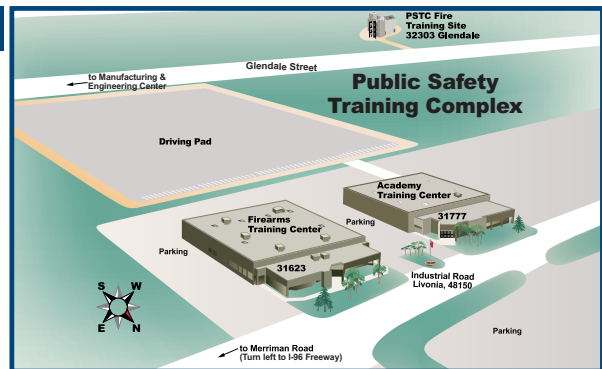 PSTC Fire
Training Site
32303 Glendale
Glendale Street
to Manufacturing &
Engineering Center
Public Safety
Training Complex
Driving Pad
Academy
Training Center
31777
Firearms
Training Center
Parking
Parking
31623
Industrial Road
Livonia, 48150
S W
E N
Parking
to Merriman Road
(Turn left to I-96 Freeway)